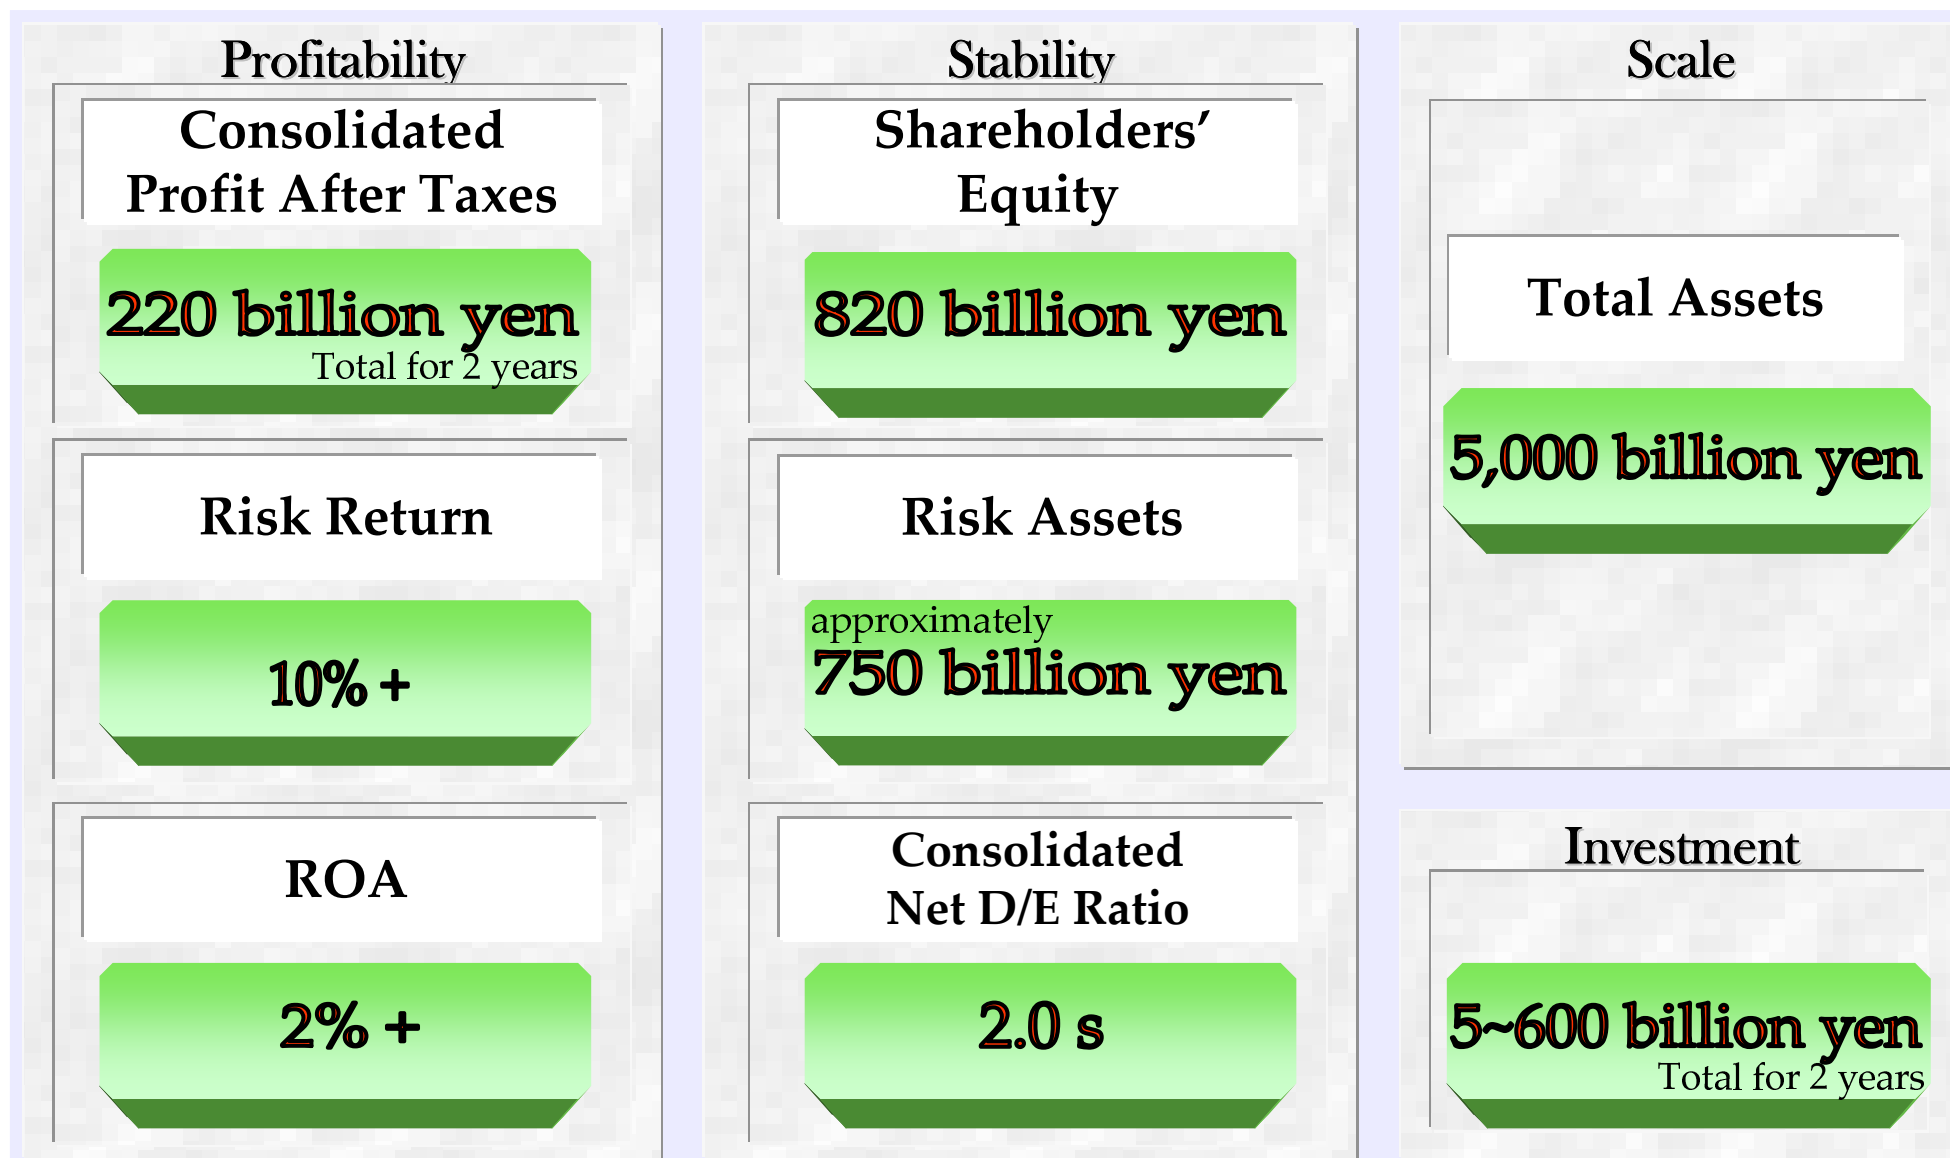 Profitability
Consolidated
Profit After Taxes
220 billion yen
Total for 2 years
Risk Return
10% +
ROA
2% +
Stability
Shareholders’
Equity
820 billion yen
Risk Assets
approximately
750 billion yen
Consolidated
Net D/E Ratio
2.0 s
Scale
Total Assets
5,000 billion yen
Investment
5~600 billion yen
Total for 2 years